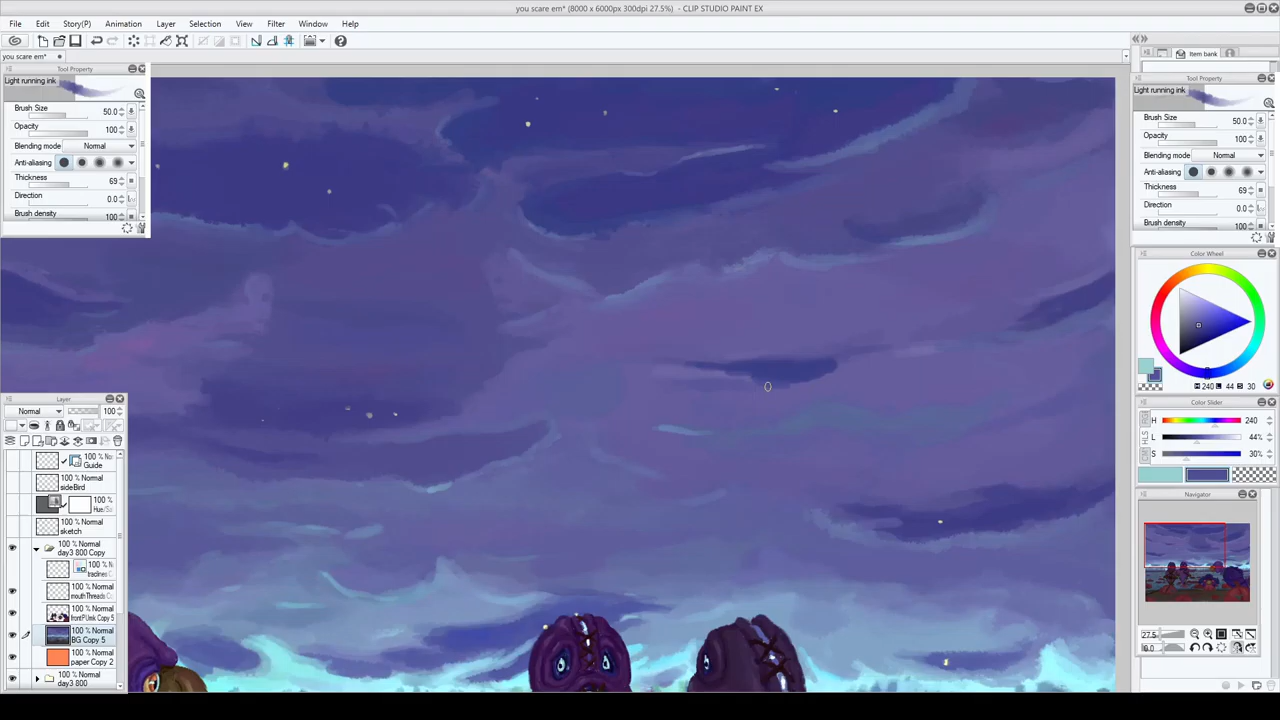 you scare em* (8000 x 6000px 300dpi 27.5%) - CLIP STUDIO PAINT EX
File Edit Story(P) Animation Layer Selection View Filter Window Help
you scare em*
Item bank
Tool Property
Light running ink
Brush Size 50.0
Opacity 100
Blending mode Normal
Anti-aliasing
Thickness 69
Direction 0.0
Brush density 100
Tool Property
Light running ink
Brush Size 50.0
Opacity 100
Blending mode Normal
Anti-aliasing
Thickness 69
Direction 0.0
Brush density 100
Color Wheel
H 240 L 44 S 30
Color Slider
H 240
L 44%
S 30%
Navigator
27.5
0.0
Layer
Normal 100
100 % N
Guide
100 % Normal
sideBird
100 %
Hue/Sa
100 % Normal
sketch
100 % Normal
day3 800 Copy
100 % N
100 % Normal
mouthThreads Co
100 % Normal
100 % Normal
BG Copy 5
100 % Normal
paper Copy 2
100 % Normal
day3 800